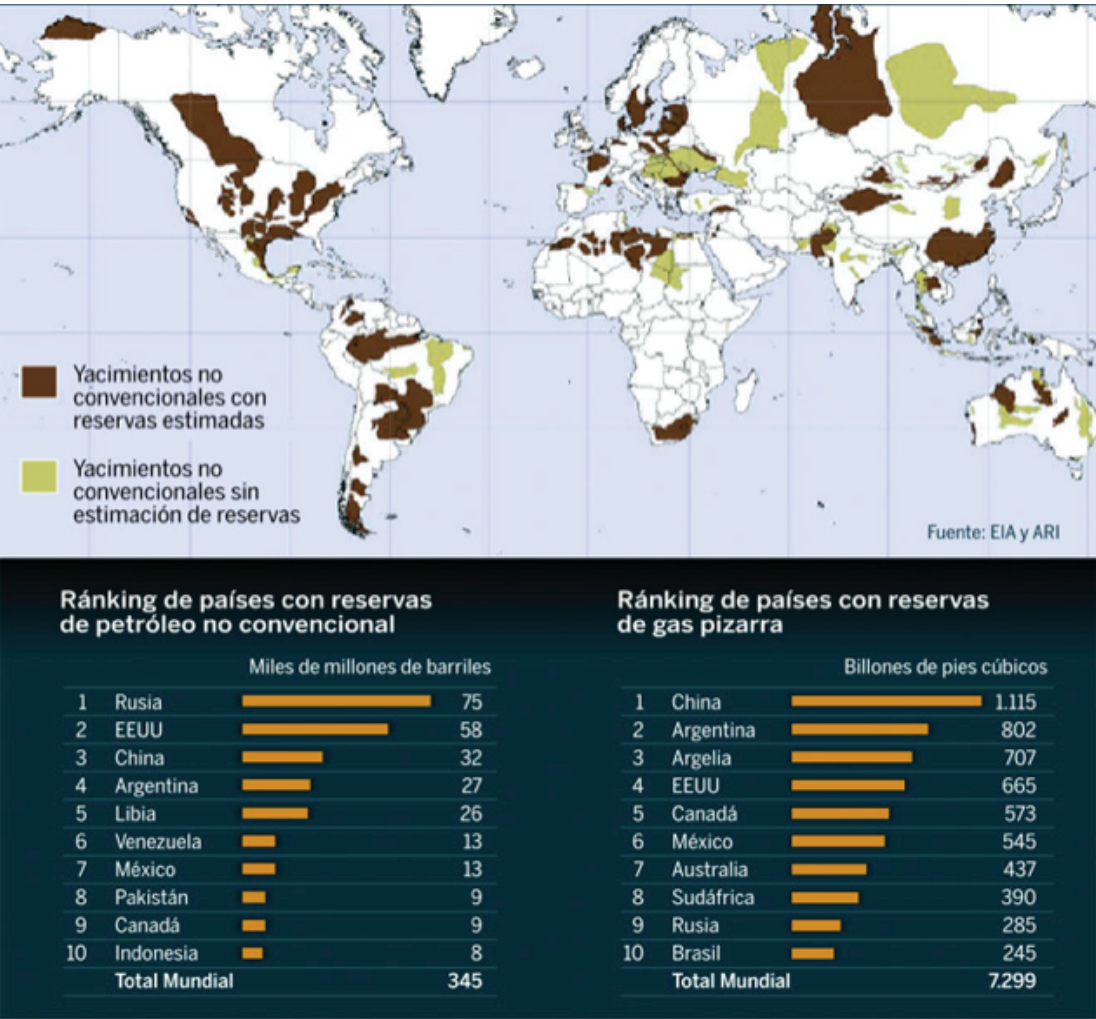 Yacimientos no
convencionales con
reservas estimadas
Yacimientos no
convencionales sin
estimación de reservas
Fuente: EIA y ARI
Ránking de países con reservas
de petróleo no convencional
Miles de millones de barriles
1 Rusia 75
2 EEUU 58
3 China 32
4 Argentina 27
5 Libia 26
6 Venezuela 13
7 México 13
8 Pakistán 9
9 Canadá 9
10 Indonesia 8
Total Mundial 345
Ránking de países con reservas
de gas pizarra
Billones de pies cúbicos
1 China 1.115
2 Argentina 802
3 Argelia 707
4 EEUU 665
5 Canadá 573
6 México 545
7 Australia 437
8 Sudáfrica 390
9 Rusia 285
10 Brasil 245
Total Mundial 7.299